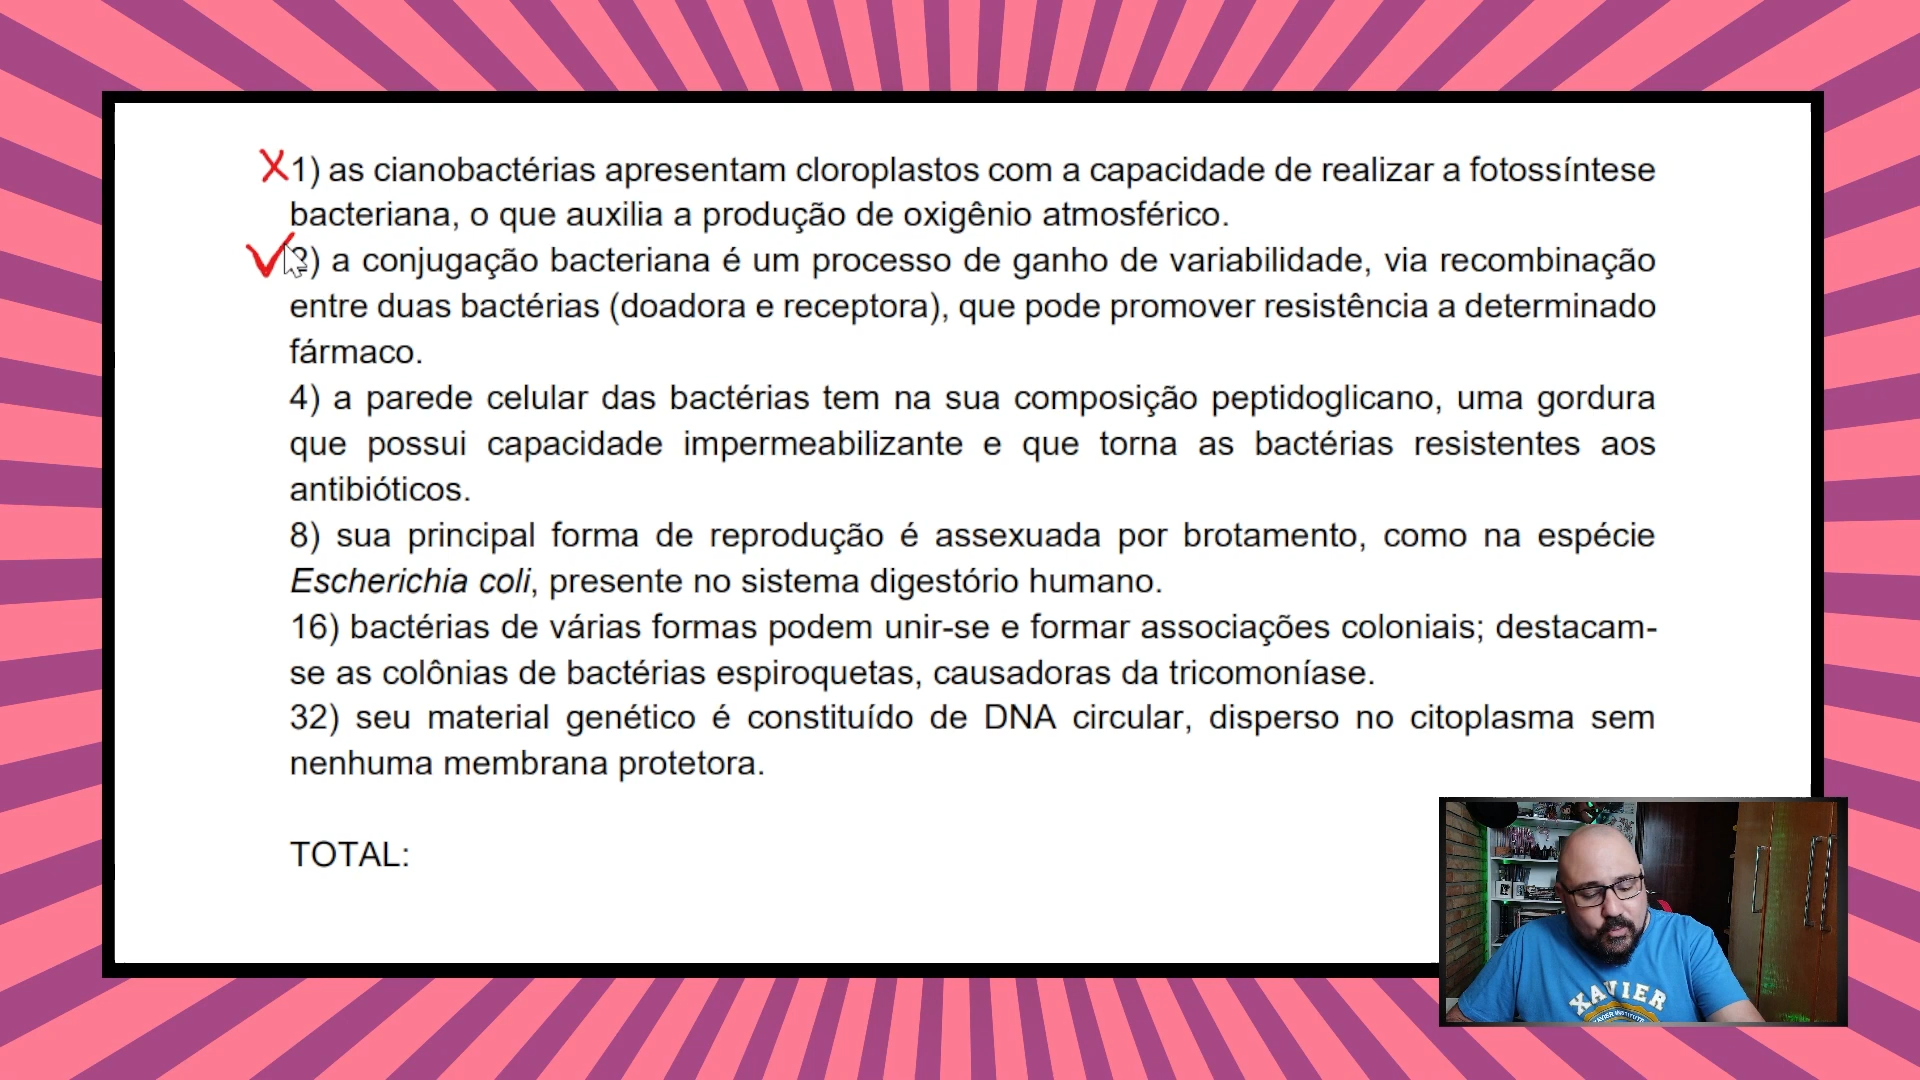 1) as cianobactérias apresentam cloroplastos com a capacidade de realizar a fotossíntese
bacteriana, o que auxilia a produção de oxigênio atmosférico.
2) a conjugação bacteriana é um processo de ganho de variabilidade, via recombinação
entre duas bactérias (doadora e receptora), que pode promover resistência a determinado
fármaco.
4) a parede celular das bactérias tem na sua composição peptidoglicano, uma gordura
que possui capacidade impermeabilizante e que torna as bactérias resistentes aos
antibióticos.
8) sua principal forma de reprodução é assexuada por brotamento, como na espécie
Escherichia coli, presente no sistema digestório humano.
16) bactérias de várias formas podem unir-se e formar associações coloniais; destacam-
se as colônias de bactérias espiroquetas, causadoras da tricomoníase.
32) seu material genético é constituído de DNA circular, disperso no citoplasma sem
nenhuma membrana protetora.
TOTAL:
XAVIER